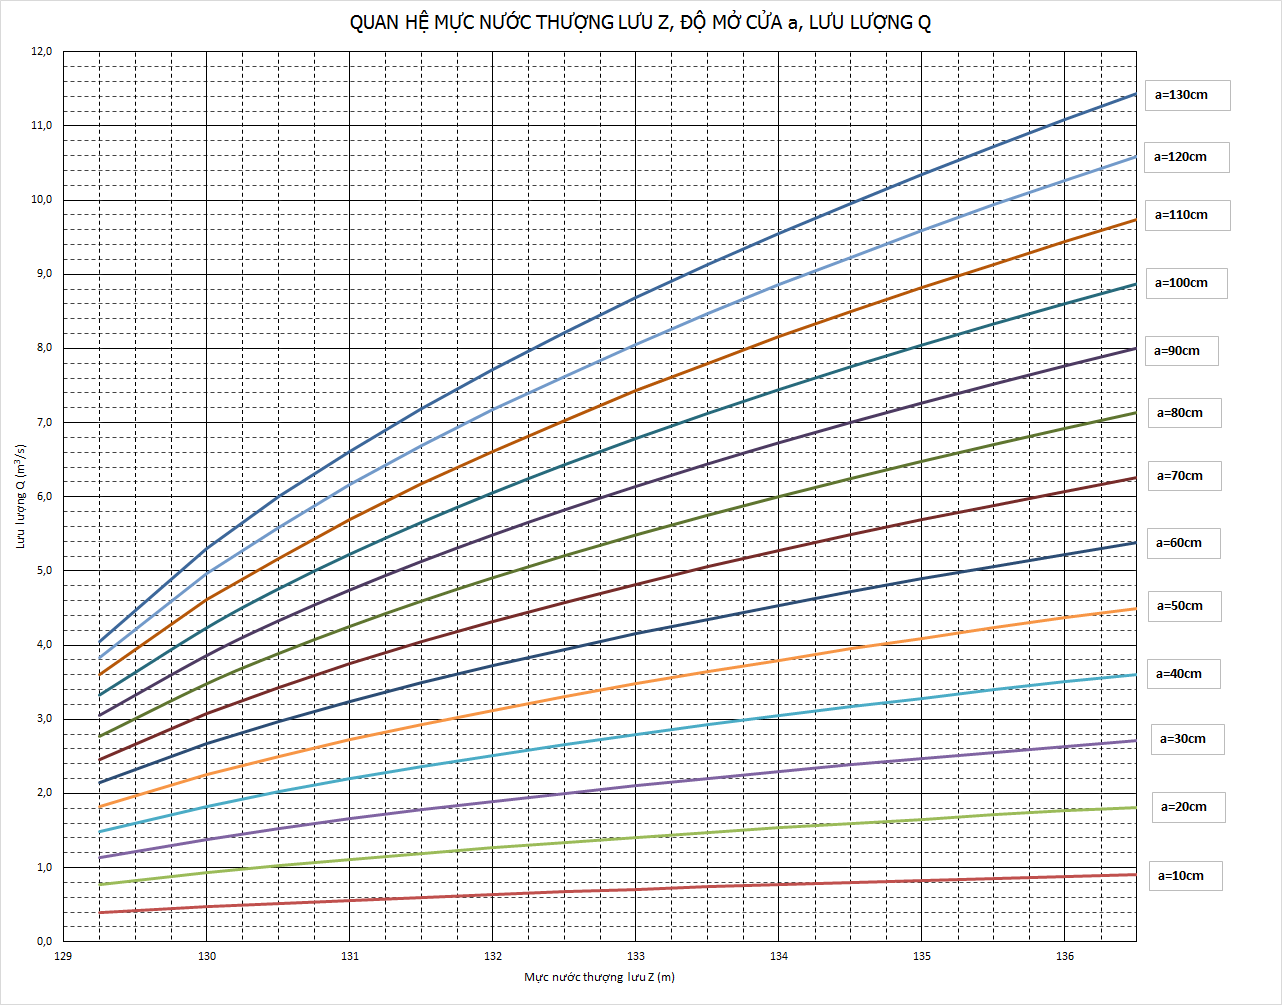 QUAN HỆ MỰC NƯỚC THƯỢNG LƯU Z, ĐỘ MỞ CỬA a, LƯU LƯỢNG Q
12,0
11,0
10,0
9,0
8,0
7,0
6,0
5,0
4,0
3,0
2,0
1,0
0,0
Lưu lượng Q (m³/s)
a=130cm
a=120cm
a=110cm
a=100cm
a=90cm
a=80cm
a=70cm
a=60cm
a=50cm
a=40cm
a=30cm
a=20cm
a=10cm
129 130 131 132 133 134 135 136
Mực nước thượng lưu Z (m)